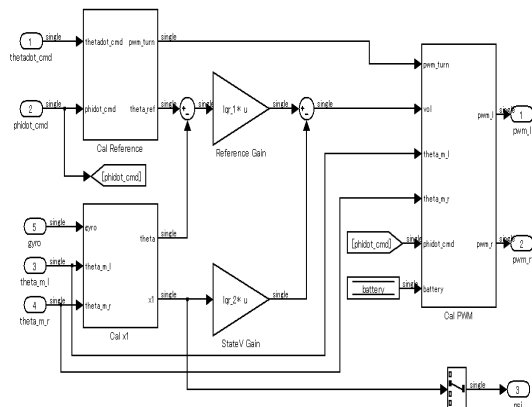 single
single
single
1
thetadot_cmd
thetadot_cmd
pwm_turn
pwm_turn
2
single
phidot_cmd
phidot_cmd
theta_ref
single
single
single
single
lqr_1* u
vol
pwm_l
single
1
pwm_l
Cal Reference
Reference Gain
[phidot_cmd]
theta_m_l
theta_m_r
5
single
gyro
gyro
theta
single
3
single
theta_m_l
theta_m_l
[phidot_cmd]
single
phidot_cmd
pwm_r
single
2
pwm_r
4
single
theta_m_r
theta_m_r
x1
single
lqr_2* u
single
battery
single
battery
Cal x1
StateV Gain
Cal PWM
single
3